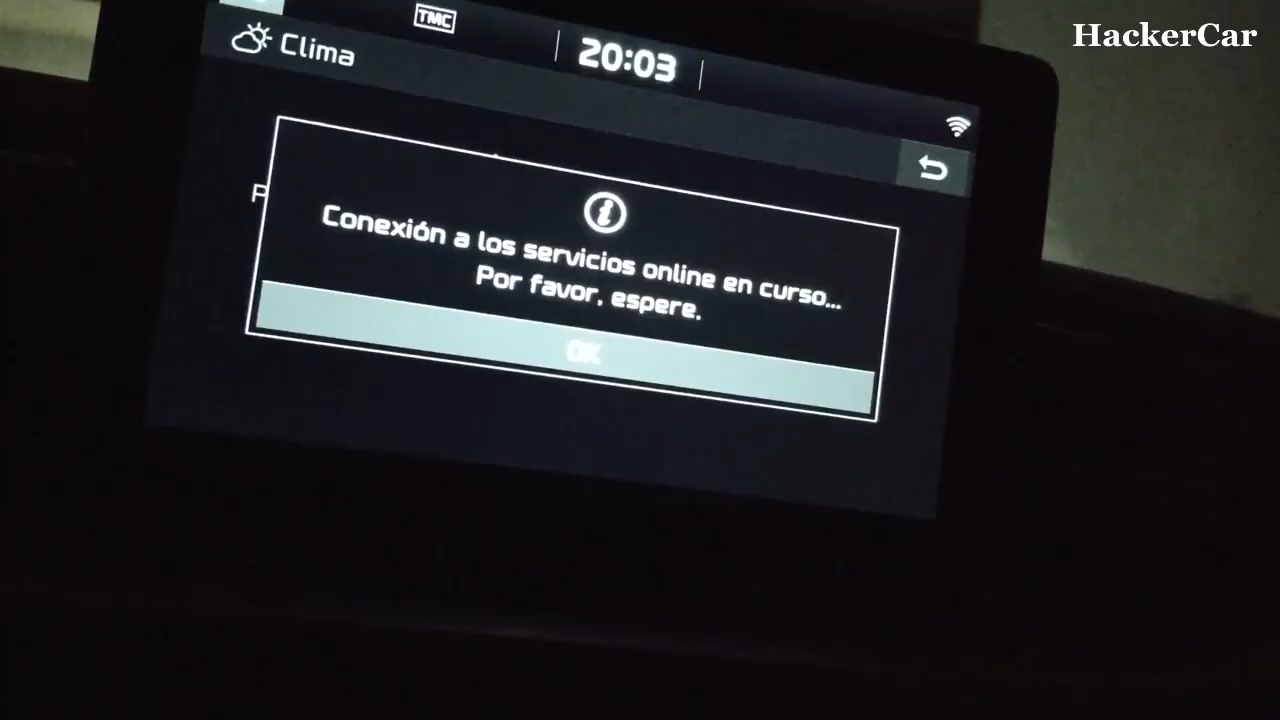 HackerCar
TMC
20:03
Clima
Conexión a los servicios online en curso...
Por favor, espere.
OK